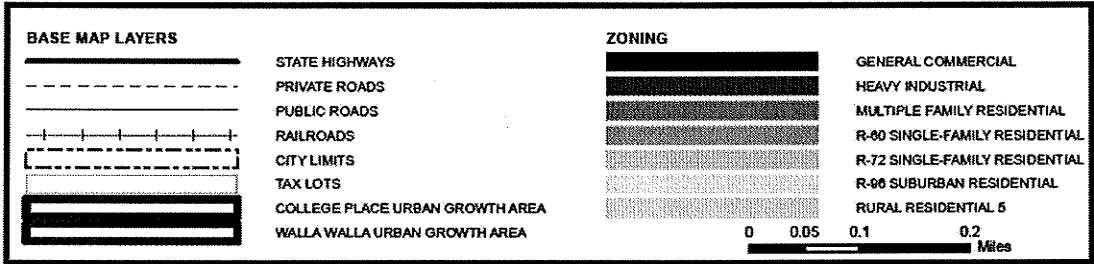 BASE MAP LAYERS
STATE HIGHWAYS
PRIVATE ROADS
PUBLIC ROADS
RAILROADS
CITY LIMITS
TAX LOTS
COLLEGE PLACE URBAN GROWTH AREA
WALLA WALLA URBAN GROWTH AREA
ZONING
GENERAL COMMERCIAL
HEAVY INDUSTRIAL
MULTIPLE FAMILY RESIDENTIAL
R-60 SINGLE-FAMILY RESIDENTIAL
R-72 SINGLE-FAMILY RESIDENTIAL
R-96 SUBURBAN RESIDENTIAL
RURAL RESIDENTIAL 5
0 0.05 0.1 0.2
Miles